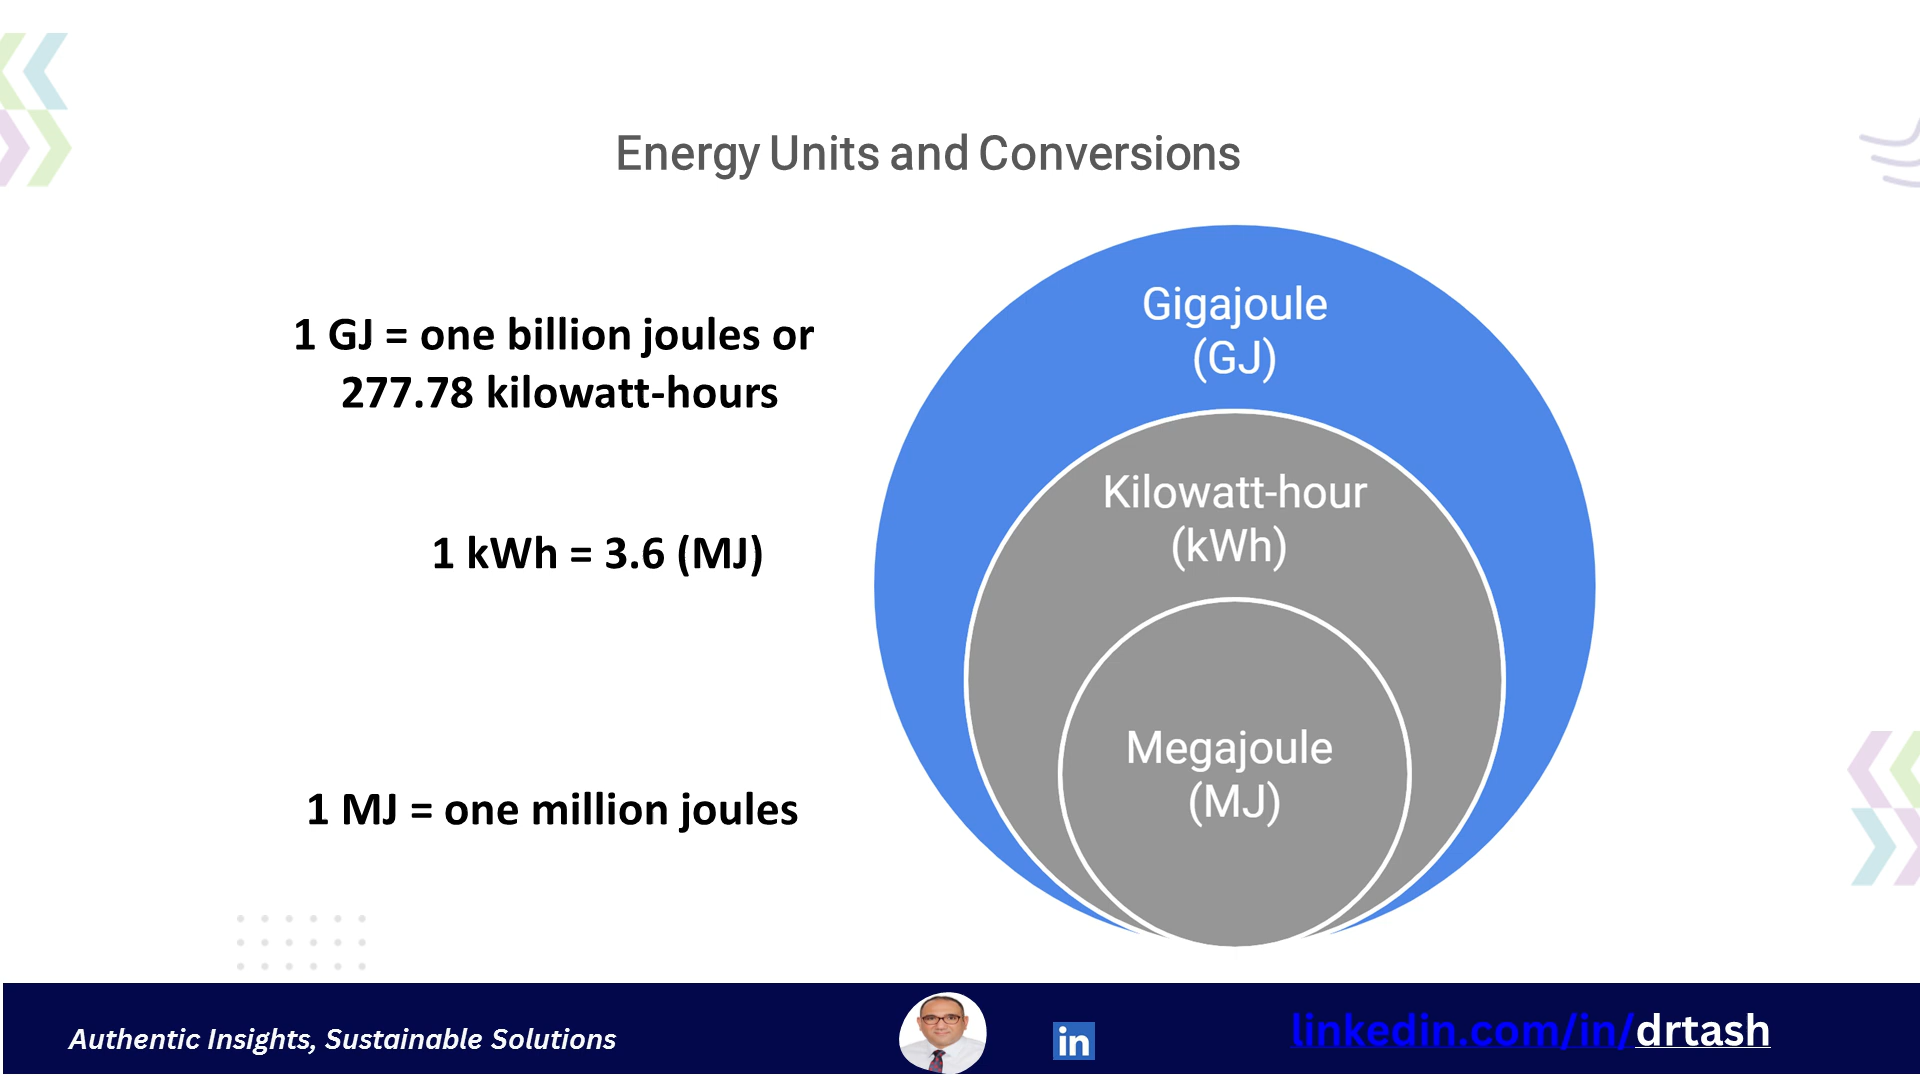 Energy Units and Conversions
1 GJ = one billion joules or
277.78 kilowatt-hours
1 kWh = 3.6 (MJ)
1 MJ = one million joules
Gigajoule
(GJ)
Kilowatt-hour
(kWh)
Megajoule
(MJ)
Authentic Insights, Sustainable Solutions
in
linkedin.com/in/drtash